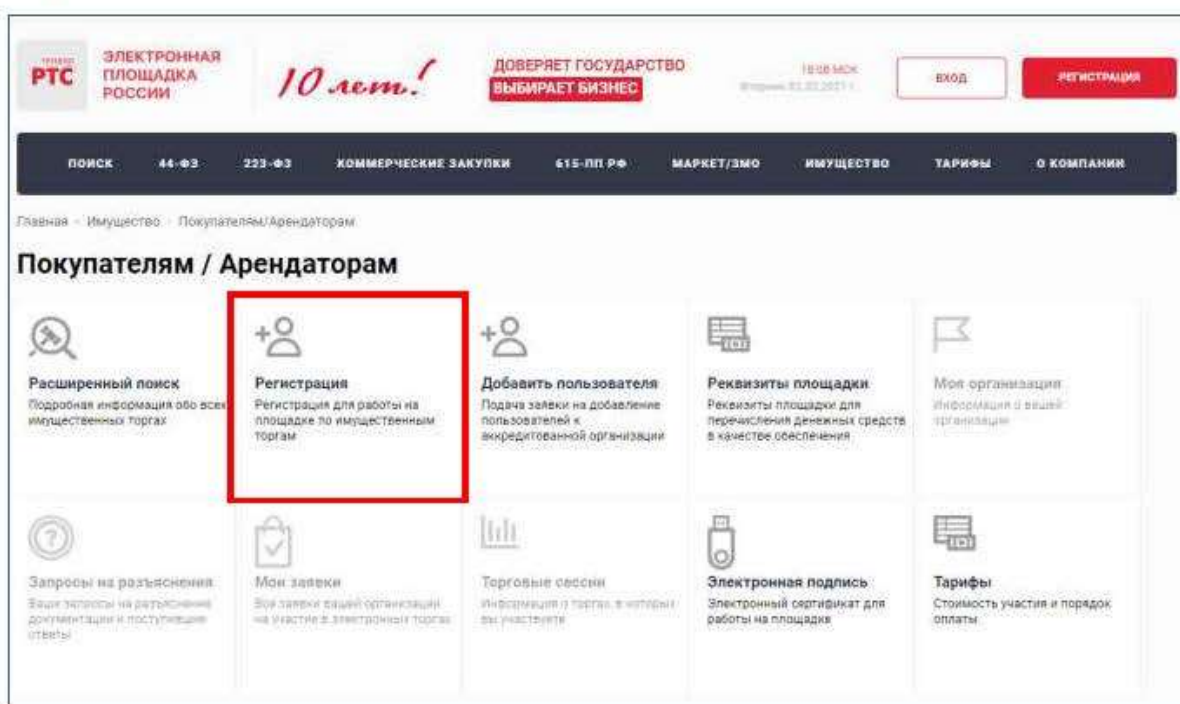 РТС
ЭЛЕКТРОННАЯ
ПЛОЩАДКА
РОССИИ
10 лет!
ДОВЕРЯЕТ ГОСУДАРСТВО
ВЫБИРАЕТ БИЗНЕС
ВХОД
РЕГИСТРАЦИЯ
ПОИСК 44-ФЗ 223-ФЗ КОММЕРЧЕСКИЕ ЗАКУПКИ 615-ПП РФ МАРКЕТ/ЗМО ИМУЩЕСТВО ТАРИФЫ О КОМПАНИИ
Главная - Имущество - Покупателям/Арендаторам
Покупателям / Арендаторам
Расширенный поиск
Подробная информация обо всех
имущественных торгах
Регистрация
Регистрация для работы на
площадке по имущественным
торгам
Добавить пользователя
Подача заявки на добавление
пользователей к
аккредитованной организации
Реквизиты площадки
Реквизиты площадки для
перечисления денежных средств
в качестве обеспечения
Моя организация
Информация о вашей
организации
Запросы на разъяснения
Ваши запросы на разъяснение
документации и поступившие
ответы
Мои заявки
Все заявки вашей организации
на участие в электронных торгах
Торговые сессии
Информация о торгах, в которых
вы участвуете
Электронная подпись
Электронный сертификат для
работы на площадке
Тарифы
Стоимость участия и порядок
оплаты